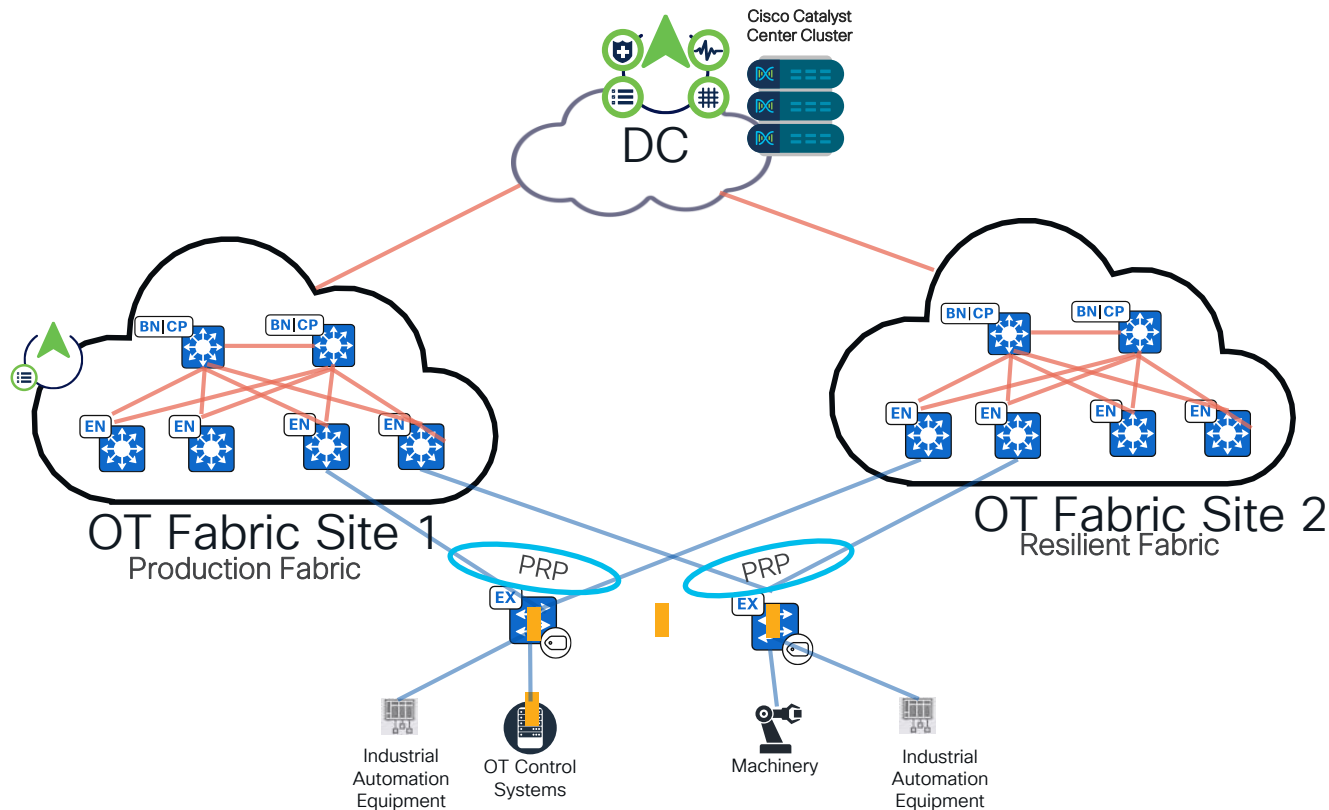 Cisco Catalyst
Center Cluster
DC
BN|CP
BN|CP
BN|CP
BN|CP
EN
EN
EN
EN
EN
EN
EN
EN
OT Fabric Site 1
Production Fabric
OT Fabric Site 2
Resilient Fabric
PRP
PRP
EX
EX
Industrial
Automation
Equipment
OT Control
Systems
Machinery
Industrial
Automation
Equipment